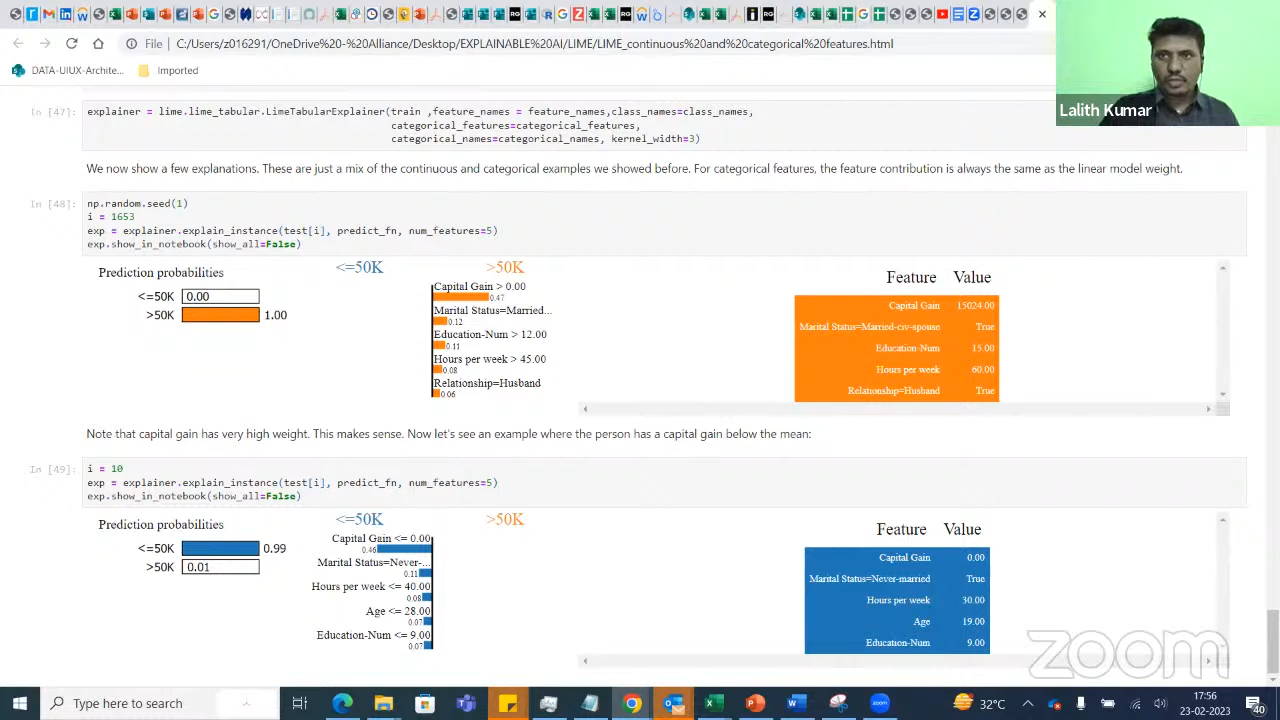 File C:/Users/2016291/OneDrive%20-%20Alliance/Desktop/EXPLAINABLE%20AI/LIME/LIME_continuous%20and%20categorical%20features.html
DATA-UIUX-Archite... Imported
Lalith Kumar
In [47]: explainer = lime.lime_tabular.LimeTabularExplainer(train ,feature_names = feature_names,class_names=class_names,
categorical_features=categorical_features,
categorical_names=categorical_names, kernel_width=3)
We now show a few explanations. These are just a mix of the continuous and categorical examples we showed before. For categorical features, the feature contribution is always the same as the linear model weight.
In [48]: np.random.seed(1)
i = 1653
exp = explainer.explain_instance(test[i], predict_fn, num_features=5)
exp.show_in_notebook(show_all=False)
Prediction probabilities
<=50K 0.00
>50K 1.00
<=50K >50K
Capital Gain > 0.00
0.47
Marital Status=Married...
0.12
Education-Num > 12.00
0.11
Hours per week > 45.00
0.08
Relationship=Husband
0.06
Feature Value
Capital Gain 15024.00
Marital Status=Married-civ-spouse True
Education-Num 15.00
Hours per week 60.00
Relationship=Husband True
Note that capital gain has very high weight. This makes sense. Now let's see an example where the person has a capital gain below the mean:
In [49]: i = 10
exp = explainer.explain_instance(test[i], predict_fn, num_features=5)
exp.show_in_notebook(show_all=False)
Prediction probabilities
<=50K 0.99
>50K 0.01
<=50K >50K
Capital Gain <= 0.00
0.46
Marital Status=Never-...
0.11
Hours per week <= 40.00
0.08
Age <= 28.00
0.07
Education-Num <= 9.00
0.07
Feature Value
Capital Gain 0.00
Marital Status=Never-married True
Hours per week 30.00
Age 19.00
Education-Num 9.00
zoom
Type here to search
zoom
32°C
17:56
23-02-2023
40